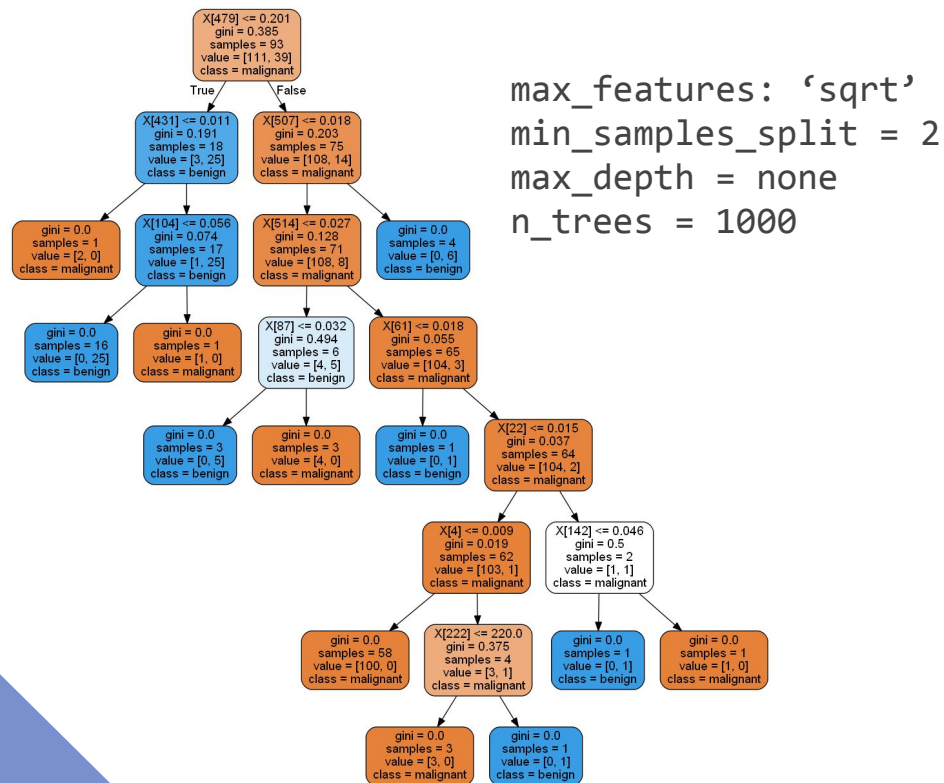 X[479] <= 0.201
gini = 0.385
samples = 93
value = [111, 39]
class = malignant
True
False
X[431] <= 0.011
gini = 0.191
samples = 18
value = [3, 25]
class = benign
X[507] <= 0.018
gini = 0.203
samples = 75
value = [108, 14]
class = malignant
gini = 0.0
samples = 1
value = [2, 0]
class = malignant
X[104] <= 0.056
gini = 0.074
samples = 17
value = [1, 25]
class = benign
X[514] <= 0.027
gini = 0.128
samples = 71
value = [108, 8]
class = malignant
gini = 0.0
samples = 4
value = [0, 6]
class = benign
gini = 0.0
samples = 16
value = [0, 25]
class = benign
gini = 0.0
samples = 1
value = [1, 0]
class = malignant
X[87] <= 0.032
gini = 0.494
samples = 6
value = [4, 5]
class = benign
X[61] <= 0.018
gini = 0.055
samples = 65
value = [104, 3]
class = malignant
gini = 0.0
samples = 3
value = [0, 5]
class = benign
gini = 0.0
samples = 3
value = [4, 0]
class = malignant
gini = 0.0
samples = 1
value = [0, 1]
class = benign
X[22] <= 0.015
gini = 0.037
samples = 64
value = [104, 2]
class = malignant
X[4] <= 0.009
gini = 0.019
samples = 62
value = [103, 1]
class = malignant
X[142] <= 0.046
gini = 0.5
samples = 2
value = [1, 1]
class = malignant
gini = 0.0
samples = 58
value = [100, 0]
class = malignant
X[222] <= 220.0
gini = 0.375
samples = 4
value = [3, 1]
class = malignant
gini = 0.0
samples = 1
value = [0, 1]
class = benign
gini = 0.0
samples = 1
value = [1, 0]
class = malignant
gini = 0.0
samples = 3
value = [3, 0]
class = malignant
gini = 0.0
samples = 1
value = [0, 1]
class = benign
max_features: ‘sqrt’
min_samples_split = 2
max_depth = none
n_trees = 1000